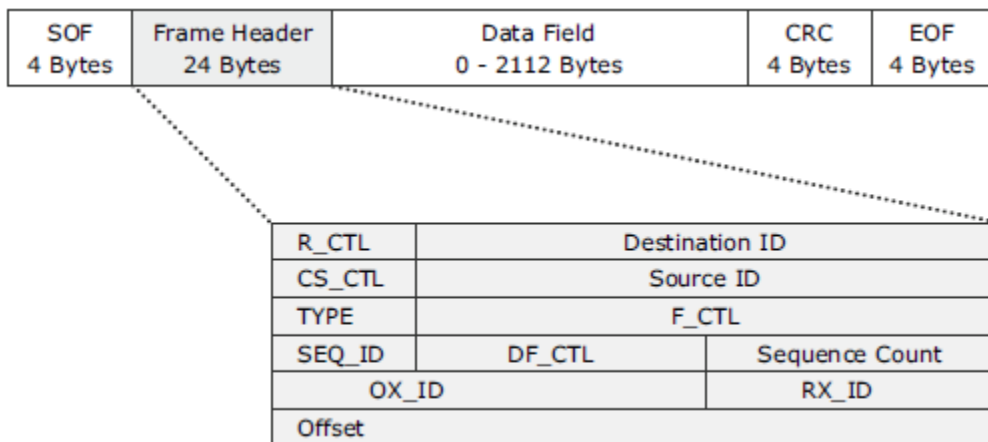 SOF Frame Header Data Field CRC EOF
4 Bytes 24 Bytes 0 - 2112 Bytes 4 Bytes 4 Bytes
R_CTL Destination ID
CS_CTL Source ID
TYPE F_CTL
SEQ_ID DF_CTL Sequence Count
OX_ID RX_ID
Offset